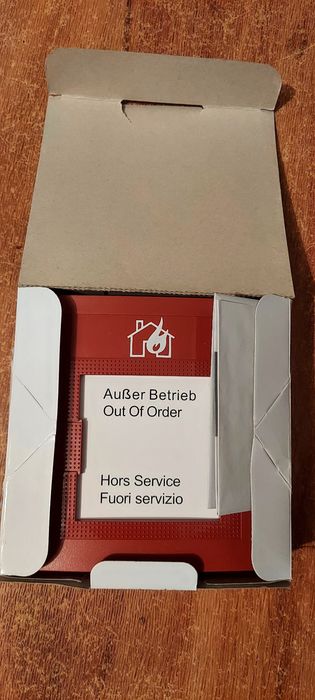 Außer Betrieb
Out Of Order
Hors Service
Fuori servizio